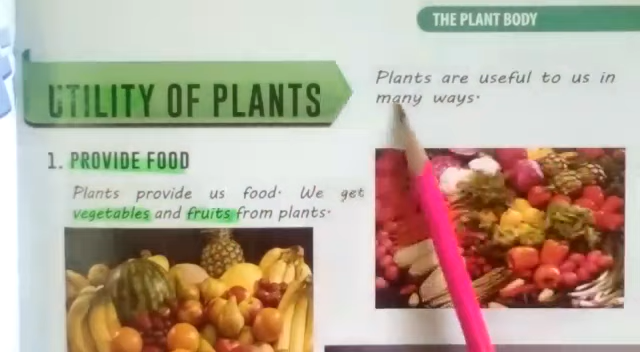 THE PLANT BODY
UTILITY OF PLANTS
Plants are useful to us in
many ways.
1. PROVIDE FOOD
Plants provide us food. We get
vegetables and fruits from plants.